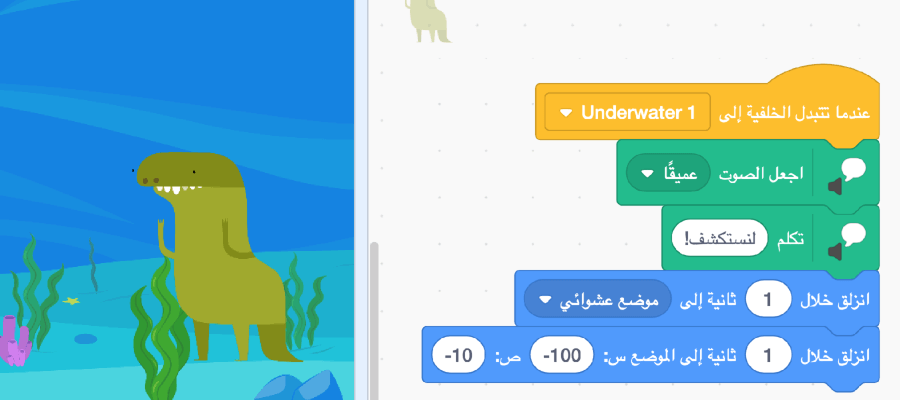 عندما تتبدل الخلفية إلى Underwater 1
اجعل الصوت عميقًا
تكلم لنستكشف!
انزلق خلال 1 ثانية إلى موضع عشوائي
انزلق خلال 1 ثانية إلى الموضع س: -100 ص: -10